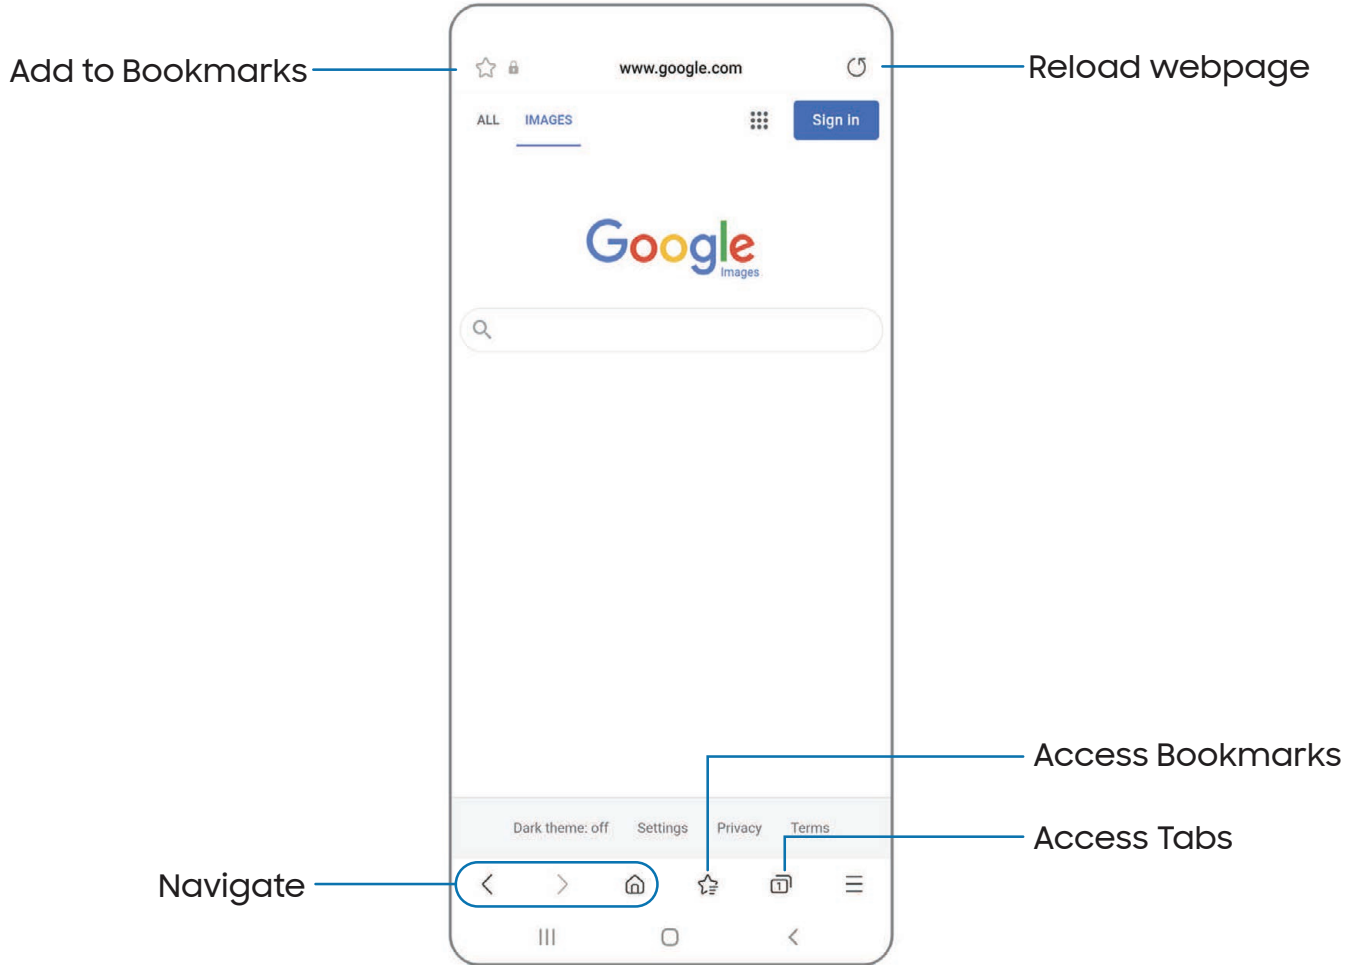 Add to Bookmarks
www.google.com
Reload webpage
ALL IMAGES
Sign in
Google
Images
Access Bookmarks
Dark theme: off Settings Privacy Terms
Access Tabs
Navigate
1